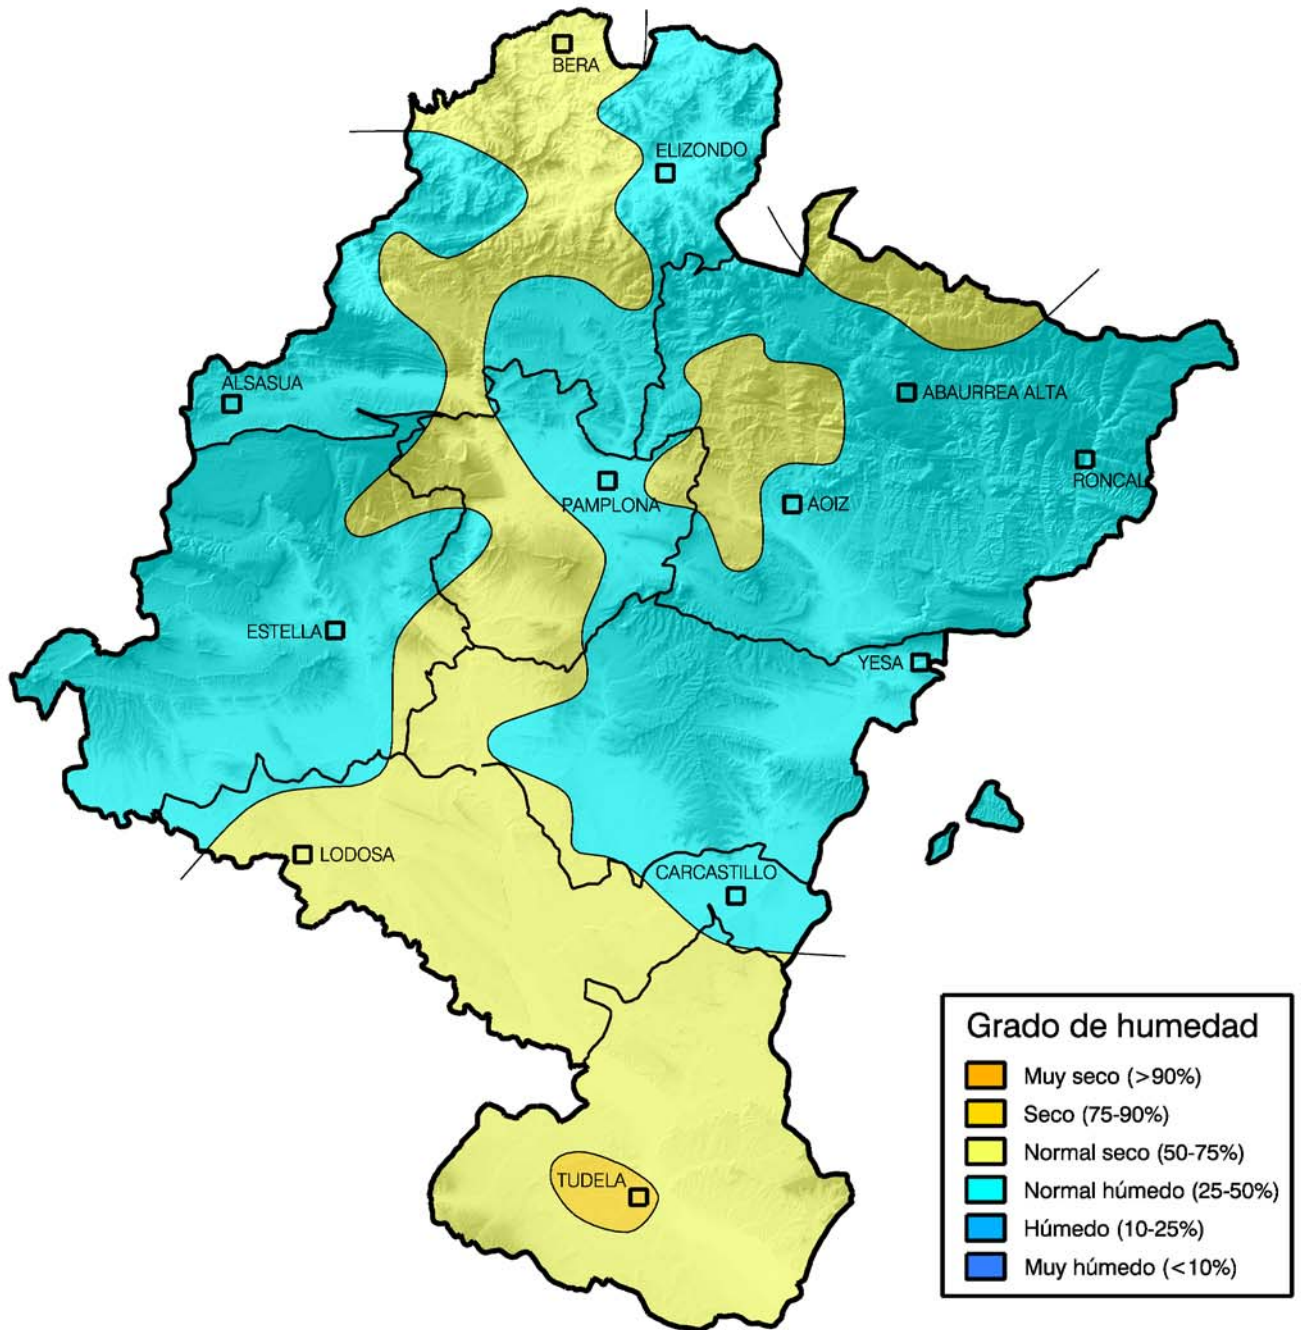 BERA
ELIZONDO
ALSASUA
ABAURREA ALTA
RONCAL
PAMPLONA
AOIZ
ESTELLA
YESA
LODOSA
CARCASTILLO
TUDELA
Grado de humedad
Muy seco (>90%)
Seco (75-90%)
Normal seco (50-75%)
Normal húmedo (25-50%)
Húmedo (10-25%)
Muy húmedo (<10%)